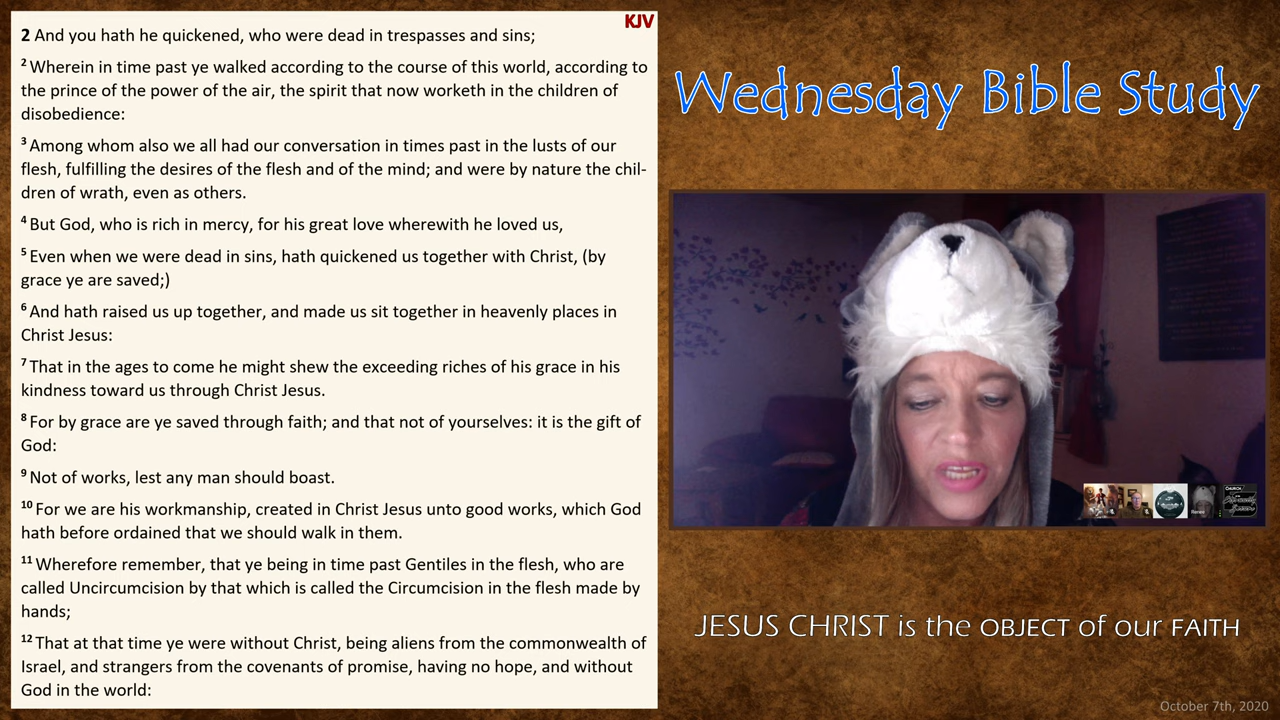 KJV
2 And you hath he quickened, who were dead in trespasses and sins;
2 Wherein in time past ye walked according to the course of this world, according to
the prince of the power of the air, the spirit that now worketh in the children of
disobedience:
3 Among whom also we all had our conversation in times past in the lusts of our
flesh, fulfilling the desires of the flesh and of the mind; and were by nature the chil-
dren of wrath, even as others.
4 But God, who is rich in mercy, for his great love wherewith he loved us,
5 Even when we were dead in sins, hath quickened us together with Christ, (by
grace ye are saved;)
6 And hath raised us up together, and made us sit together in heavenly places in
Christ Jesus:
7 That in the ages to come he might shew the exceeding riches of his grace in his
kindness toward us through Christ Jesus.
8 For by grace are ye saved through faith; and that not of yourselves: it is the gift of
God:
9 Not of works, lest any man should boast.
10 For we are his workmanship, created in Christ Jesus unto good works, which God
hath before ordained that we should walk in them.
11 Wherefore remember, that ye being in time past Gentiles in the flesh, who are
called Uncircumcision by that which is called the Circumcision in the flesh made by
hands;
12 That at that time ye were without Christ, being aliens from the commonwealth of
Israel, and strangers from the covenants of promise, having no hope, and without
God in the world:
Wednesday Bible Study
Renee
CHURCH
JESUS CHRIST is the OBJECT of our FAITH
October 7th, 2020